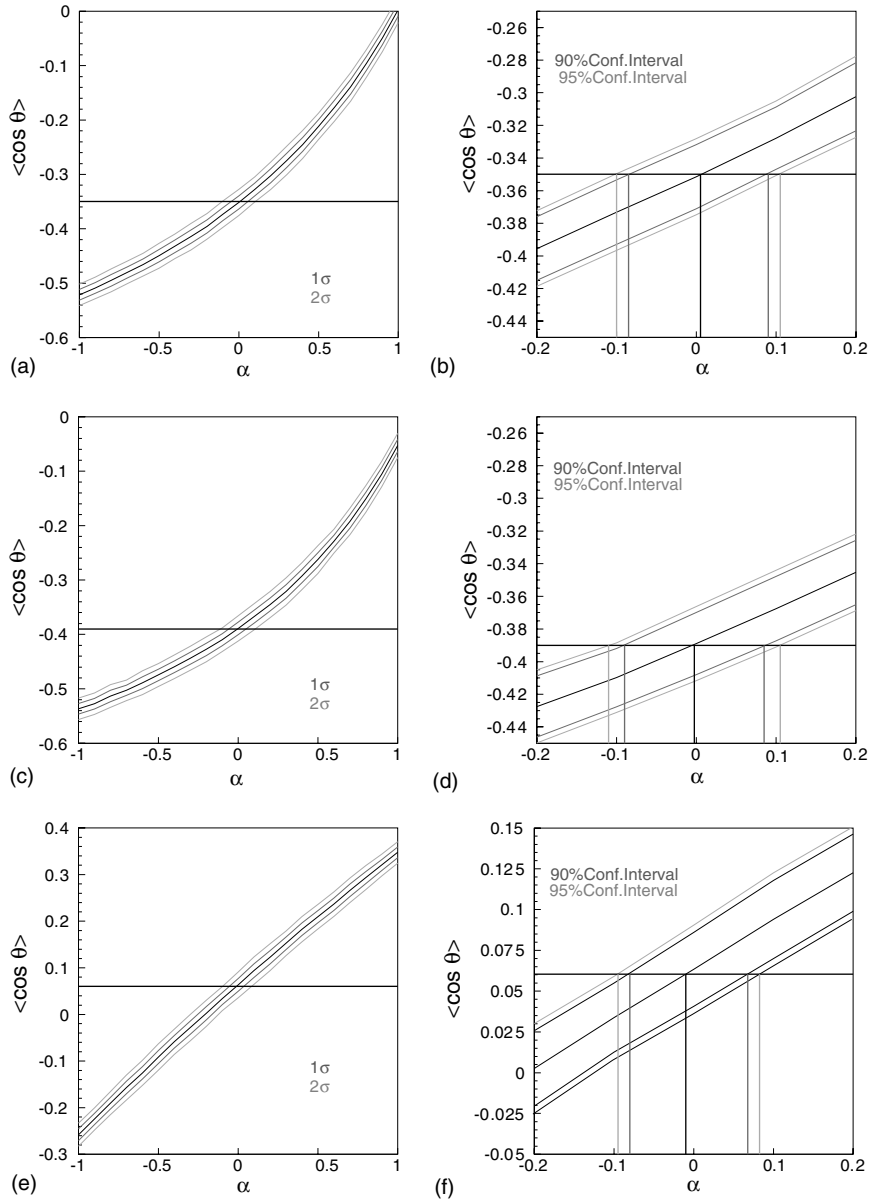 0
-0.1
-0.2
-0.3
-0.4
-0.5
-0.6
-1
-0.5
0
0.5
1
<cos θ>
α
1σ
2σ
(a)
-0.26
-0.28
-0.3
-0.32
-0.34
-0.36
-0.38
-0.4
-0.42
-0.44
-0.2
-0.1
0
0.1
0.2
<cos θ>
α
90%Conf.Interval
95%Conf.Interval
(b)
0
-0.1
-0.2
-0.3
-0.4
-0.5
-0.6
-1
-0.5
0
0.5
1
<cos θ>
α
1σ
2σ
(c)
-0.26
-0.28
-0.3
-0.32
-0.34
-0.36
-0.38
-0.4
-0.42
-0.44
-0.2
-0.1
0
0.1
0.2
<cos θ>
α
90%Conf.Interval
95%Conf.Interval
(d)
0.4
0.3
0.2
0.1
0
-0.1
-0.2
-0.3
-1
-0.5
0
0.5
1
<cos θ>
α
1σ
2σ
(e)
0.15
0.125
0.1
0.075
0.05
0.025
0
-0.025
-0.05
-0.2
-0.1
0
0.1
0.2
<cos θ>
α
90%Conf.Interval
95%Conf.Interval
(f)